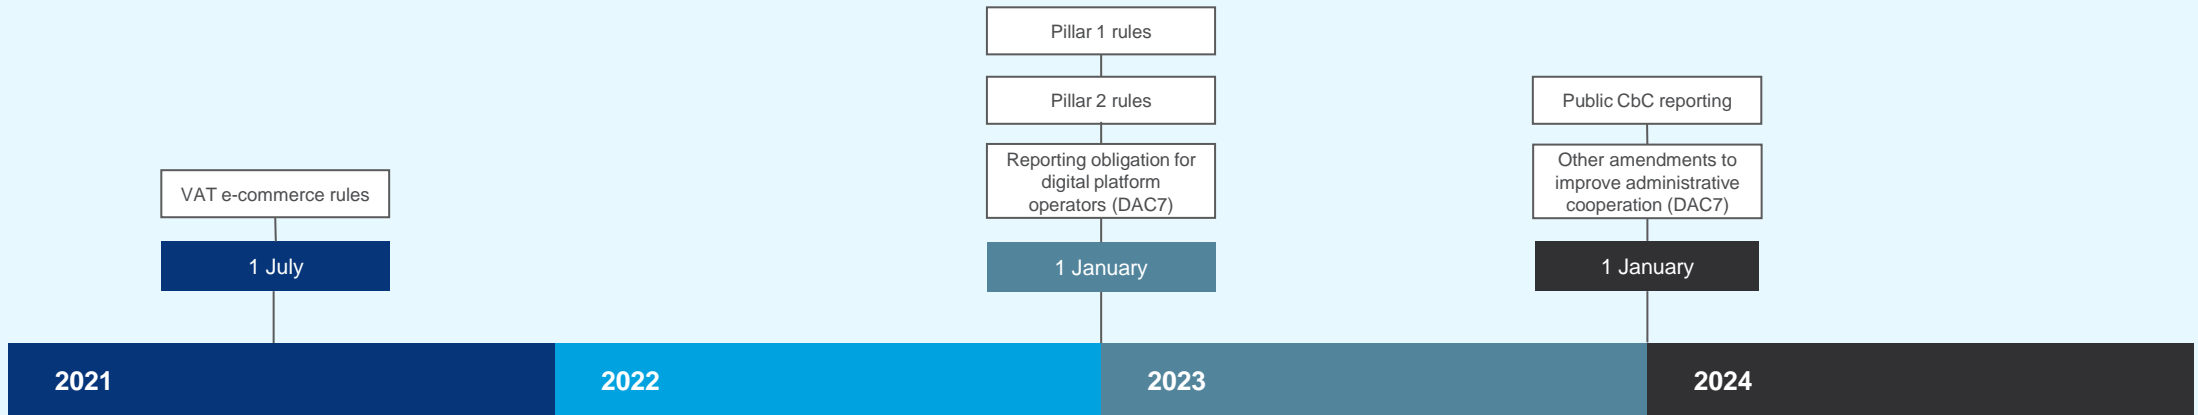 Pillar 1 rules
Pillar 2 rules
Public CbC reporting
Reporting obligation for
digital platform
operators (DAC7)
Other amendments to
improve administrative
cooperation (DAC7)
VAT e-commerce rules
1 July
1 January
1 January
2021
2022
2023
2024